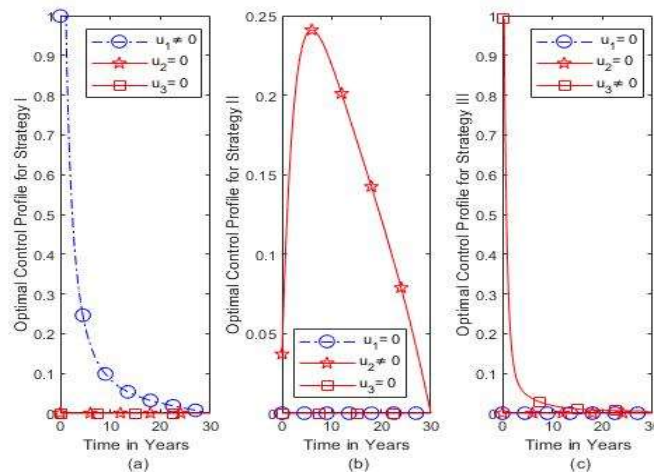 Optimal Control Profile for Strategy I
1
0.9
0.8
0.7
0.6
0.5
0.4
0.3
0.2
0.1
0
u1 ≠ 0
u2 = 0
u3 = 0
0 10 20 30
Time in Years
(a)
Optimal Control Profile for Strategy II
0.25
0.2
0.15
0.1
0.05
0
u1 = 0
u2 ≠ 0
u3 = 0
0 10 20 30
Time in Years
(b)
Optimal Control Profile for Strategy III
1
0.9
0.8
0.7
0.6
0.5
0.4
0.3
0.2
0.1
0
u1 = 0
u2 = 0
u3 ≠ 0
0 10 20 30
Time in Years
(c)